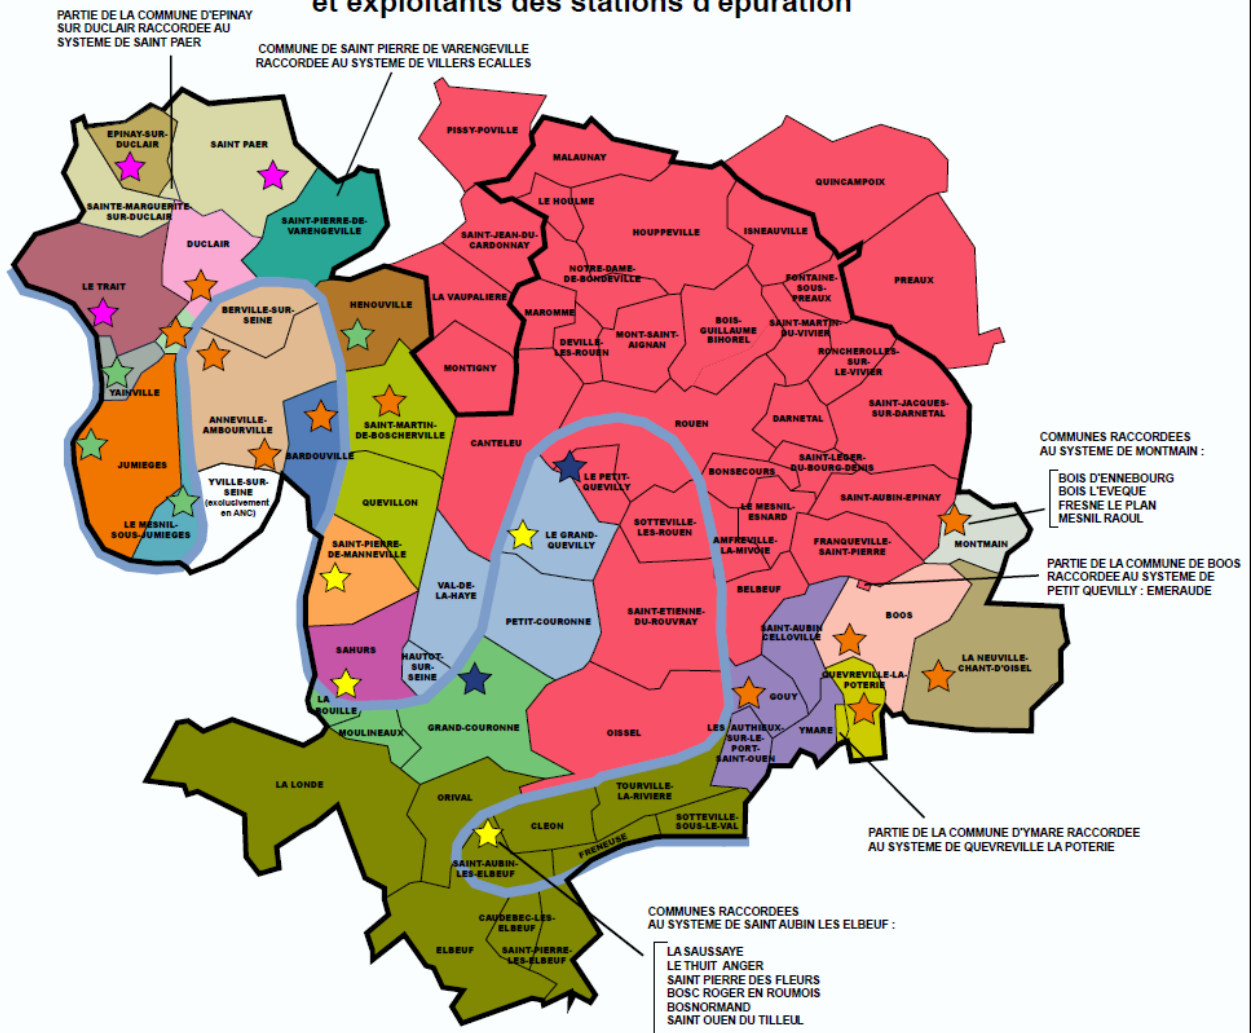 et exploitants des stations d'épuration
PARTIE DE LA COMMUNE D'EPINAY
SUR DUCLAIR RACCORDEE AU
SYSTEME DE SAINT PAER
COMMUNE DE SAINT PIERRE DE VARENGEVILLE
RACCORDEE AU SYSTEME DE VILLERS ECALLES
PISSY-POVILLE
EPINAY-SUR-
DUCLAIR
SAINT PAER
MALAUNAY
QUINCAMPOIX
SAINTE-MARGUERITE-
SUR-DUCLAIR
SAINT-PIERRE-DE-
VARENGEVILLE
LE HOULME
HOUPPEVILLE
ISNEAUVILLE
SAINT-JEAN-DU-
CARDONNAY
DUCLAIR
NOTRE-DAME-
DE-BONDEVILLE
FONTAINE-
SOUS-
PREAUX
PREAUX
LE TRAIT
LA VAUPALIERE
HENOUVILLE
BERVILLE-SUR-
SEINE
MAROMME
DEVILLE-
LES-ROUEN
MONT-SAINT-
AIGNAN
BOIS-
GUILLAUME
BIHOREL
SAINT-MARTIN-
DU-VIVIER
RONCHEROLLES-
SUR-
LE-VIVIER
MONTIGNY
YAINVILLE
SAINT-JACQUES-
SUR-DARNETAL
ANNEVILLE-
AMBOURVILLE
SAINT-MARTIN-
DE-BOSCHERVILLE
ROUEN
DARNETAL
CANTELEU
BARDOUVILLE
JUMIEGES
SAINT-LEGER-
DU-BOURG-DENIS
BONSECOURS
LE PETIT-
QUEVILLY
YVILLE-SUR-
SEINE
(exclusivement
en ANC)
QUEVILLON
SAINT-AUBIN-EPINAY
LE MESNIL-
ESNARD
LE MESNIL-
SOUS-JUMIEGES
SOTTEVILLE-
LES-ROUEN
LE GRAND-
QUEVILLY
AMFREVILLE-
LA-MIVOIE
FRANQUEVILLE-
SAINT-PIERRE
MONTMAIN
COMMUNES RACCORDEES
AU SYSTEME DE MONTMAIN :
BOIS D'ENNEBOURG
BOIS L'EVEQUE
FRESNE LE PLAN
MESNIL RAOUL
SAINT-PIERRE-
DE-MANNEVILLE
VAL-DE-
LA-HAYE
BELBEUF
PARTIE DE LA COMMUNE DE BOOS
RACCORDEE AU SYSTEME DE
PETIT QUEVILLY : EMERAUDE
PETIT-COURONNE
SAINT-ETIENNE-
DU-ROUVRAY
SAINT-AUBIN
CELLOVILLE
BOOS
SAHURS
HAUTOT-
SUR-
SEINE
LA NEUVILLE-
CHANT-D'OISEL
QUEVREVILLE-LA-
POTERIE
LA
BOUILLE
GOUY
MOULINEAUX
GRAND-COURONNE
OISSEL
LES AUTHIEUX-
SUR-LE-
PORT-
SAINT-OUEN
YMARE
LA LONDE
ORIVAL
TOURVILLE-
LA-RIVIERE
CLEON
SOTTEVILLE-
SOUS-LE-VAL
FRENEUSE
PARTIE DE LA COMMUNE D'YMARE RACCORDEE
AU SYSTEME DE QUEVREVILLE LA POTERIE
SAINT-AUBIN-
LES-ELBEUF
CAUDEBEC-LES-
ELBEUF
ELBEUF
SAINT-PIERRE-
LES-ELBEUF
COMMUNES RACCORDEES
AU SYSTEME DE SAINT AUBIN LES ELBEUF :
LA SAUSSAYE
LE THUIT ANGER
SAINT PIERRE DES FLEURS
BOSC ROGER EN ROUMOIS
BOSNORMAND
SAINT OUEN DU TILLEUL